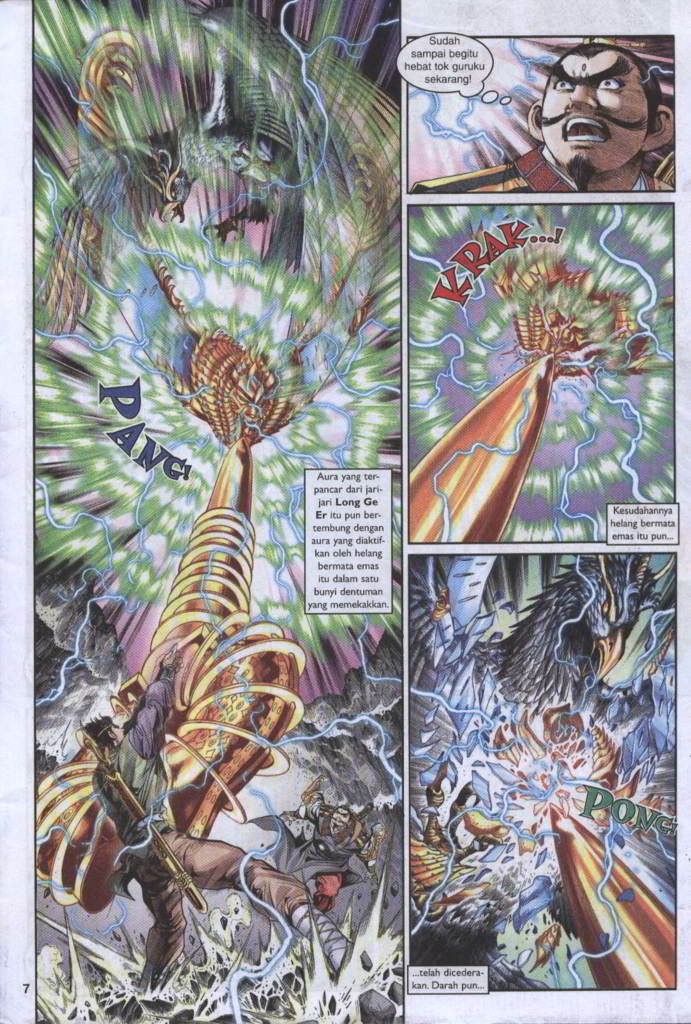 PANG!
Aura yang ter-
pancar dari jari-
jari Long Ge
Er itu pun ber-
tembung dengan
aura yang diaktif-
kan oleh helang
bermata emas
itu dalam satu
bunyi dentuman
yang memekakkan.
Sudah
sampai begitu
hebat tok guruku
sekarang!
KRAK...!
Kesudahannya
helang bermata
emas itu pun...
PONG!
...telah dicedera-
kan. Darah pun...
7